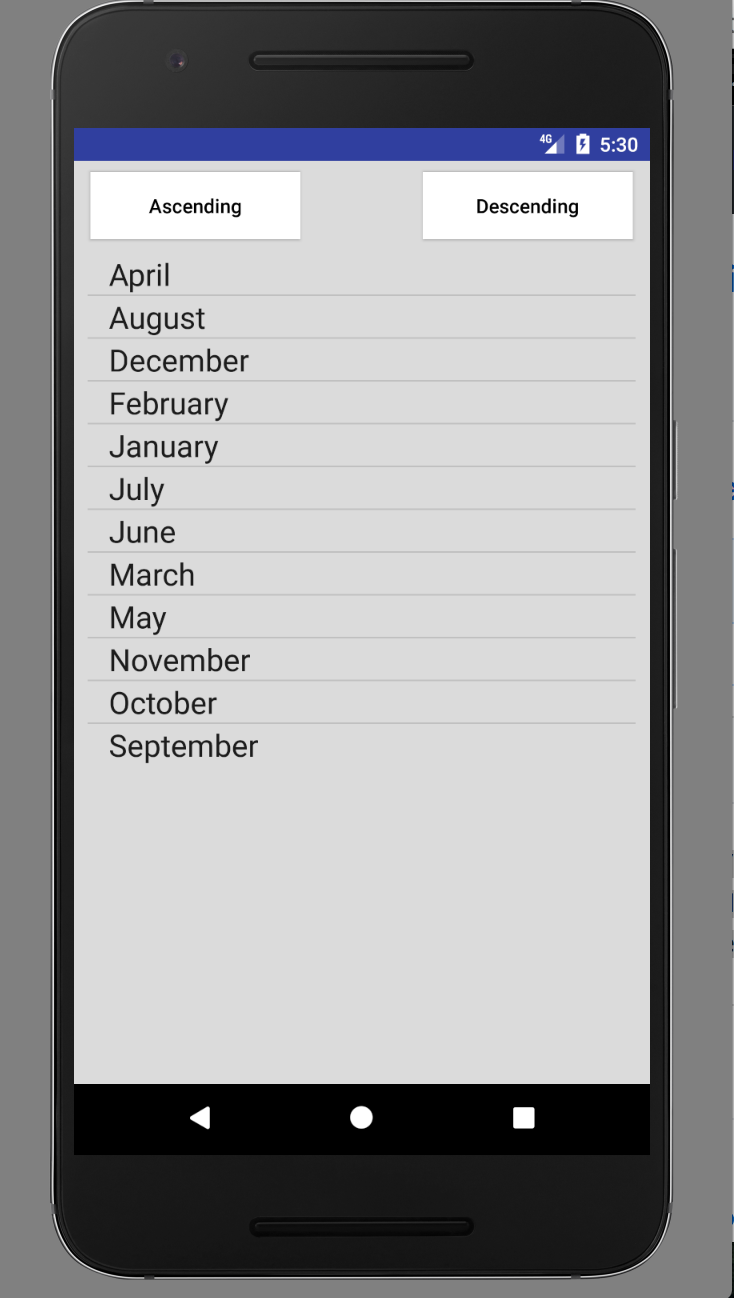 4G 5:30
Ascending Descending
April
August
December
February
January
July
June
March
May
November
October
September